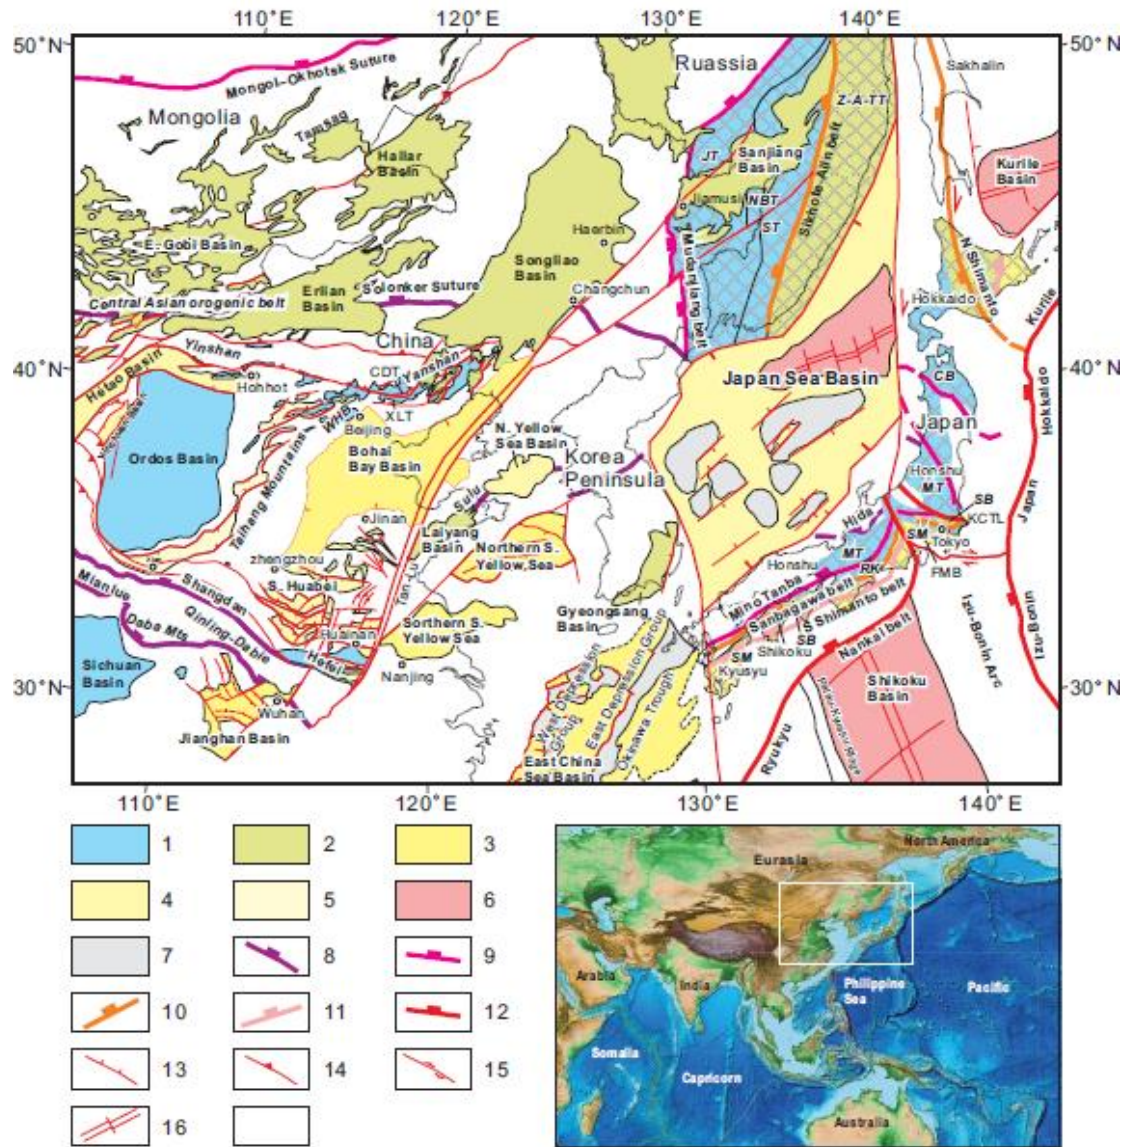 110°E
120°E
130°E
140°E
50°N
50° N
Ruassia
Sakhalin
Mongol-Okhotsk Suture
Z-A-TT
Mongolia
Tamsag
Hailar
Basin
JT
Sanjiang
Basin
Kurile
Basin
Jiamusi
NBT
ST
Haerbin
Mudanjiang belt
E. Gobi Basin
Songliao
Basin
N.Shimanto
Erlian
Basin
Solonker Suture
Central Asian orogenic belt
Changchun
Hokkaido
Kurile
China
Yinshan
Yanshan
CDT
40°N
40°N
Hetao Basin
Hohhot
Japan Sea Basin
CB
WHB
XLT
Beijing
Japan
Hokkaido
N. Yellow
Sea Basin
Ordos Basin
Bohai
Bay Basin
Korea
Peninsula
Taihang Mountains
Honshu
MT
Sulu
SB
KCTL
Jinan
Laiyang
Basin
Hida
SM
Tokyo
Japan
Northern S.
Yellow Sea
zhengzhou
Honshu
MT
RK
FMB
Tan-Lu
Mianlue
Shangdan
S. Huabei
Mino Tanba
Sanbagawa belt
Shimanto belt
Gyeongsang
Basin
Qinling-Dabie
Daba Mts
Sorthern S.
Yellow Sea
Huainan
SB
Shikoku
Nankai belt
Izu-Bonin Arc
Izu-Bonin
Hefei
SM
Kyusyu
Sichuan
Basin
Nanjing
30°N
30°N
Shikoku
Basin
West Depression
Group
East Depression Group
Okinawa Trough
Wuhan
Jianghan Basin
Ryukyu
East China
Sea Basin
110°E
120°E
130°E
140°E
1
2
3
4
5
6
7
8
9
10
11
12
13
14
15
16
North America
Eurasia
Arabia
India
Philippine
Sea
Pacific
Somalia
Capricorn
Australia